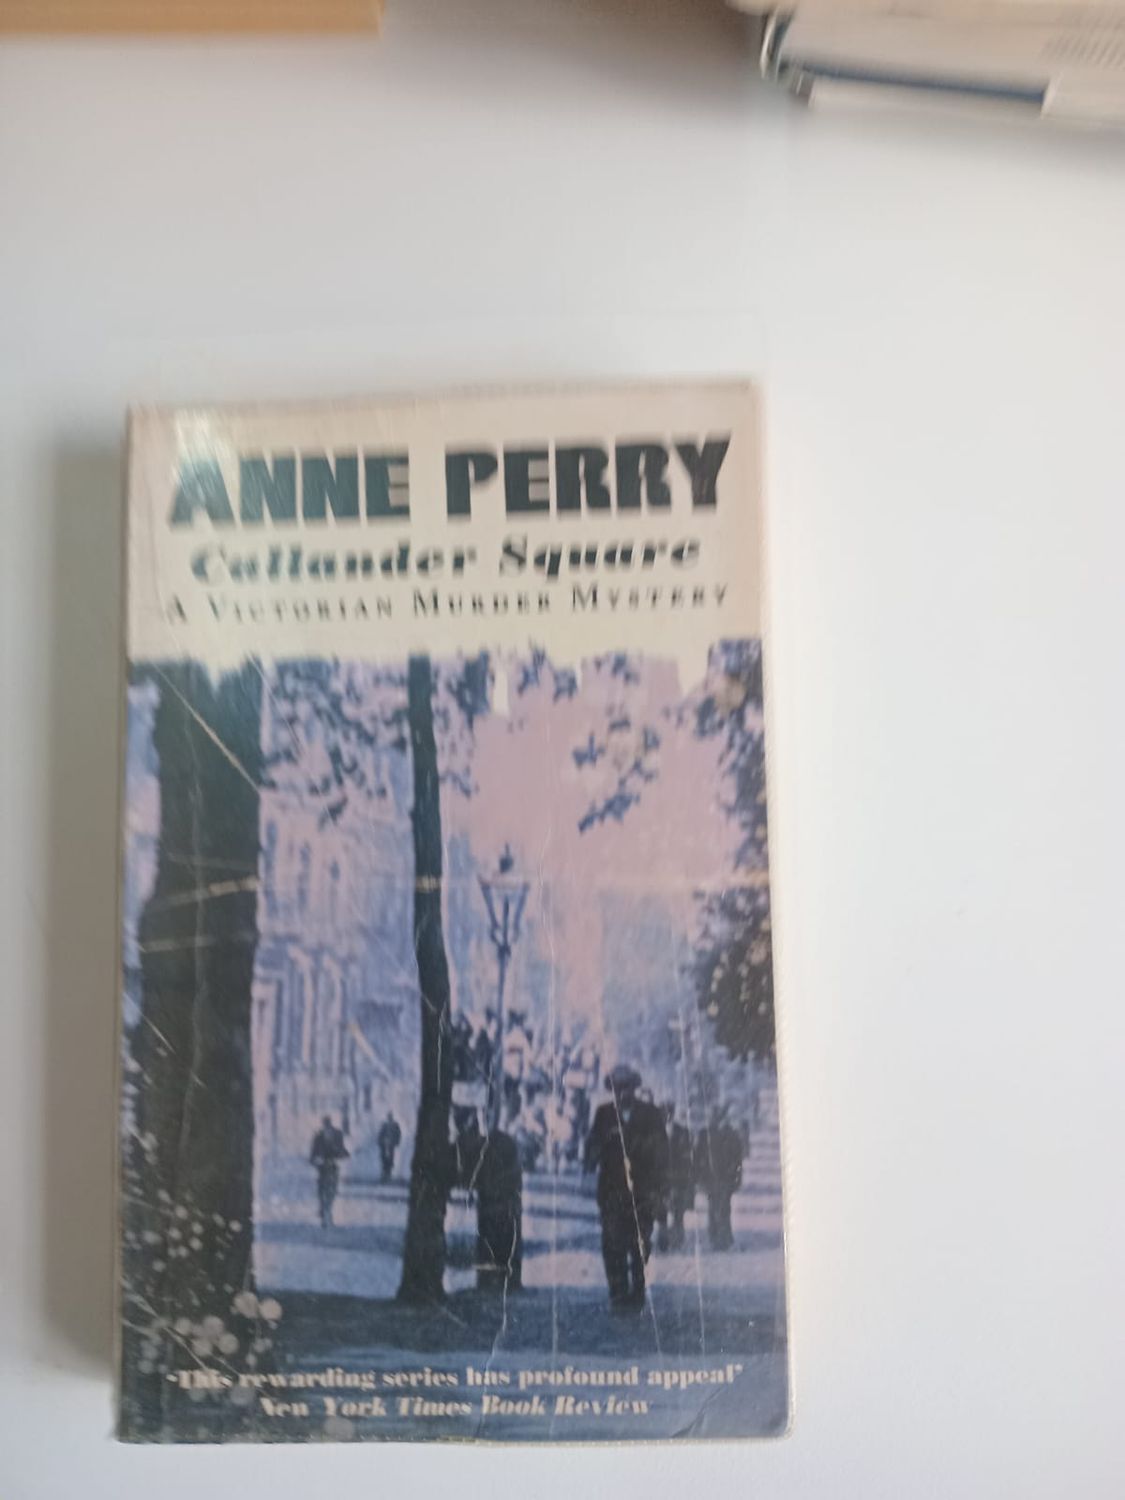 ANNE PERRY
Callander Square
A VICTORIAN MURDER MYSTERY
'This rewarding series has profound appeal'
New York Times Book Review